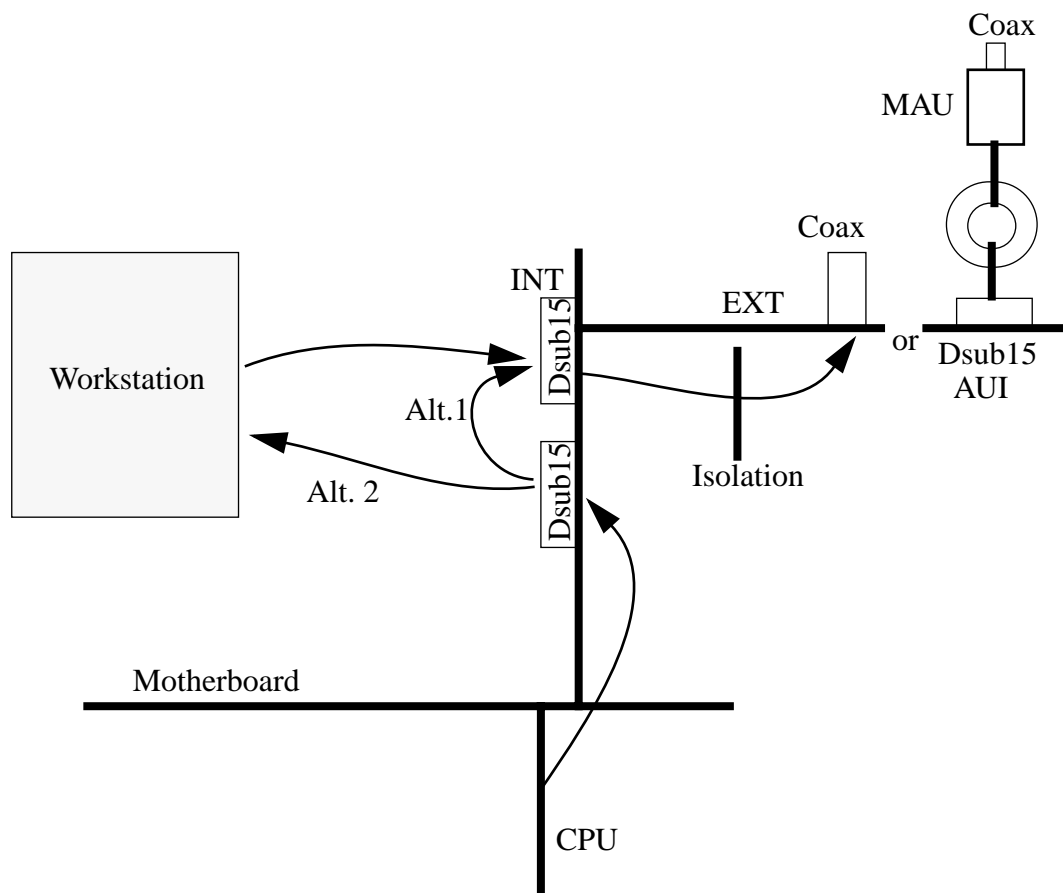 Coax
MAU
Coax
INT
EXT
Dsub15
or
Dsub15
AUI
Workstation
Alt.1
Isolation
Dsub15
Alt. 2
Motherboard
CPU